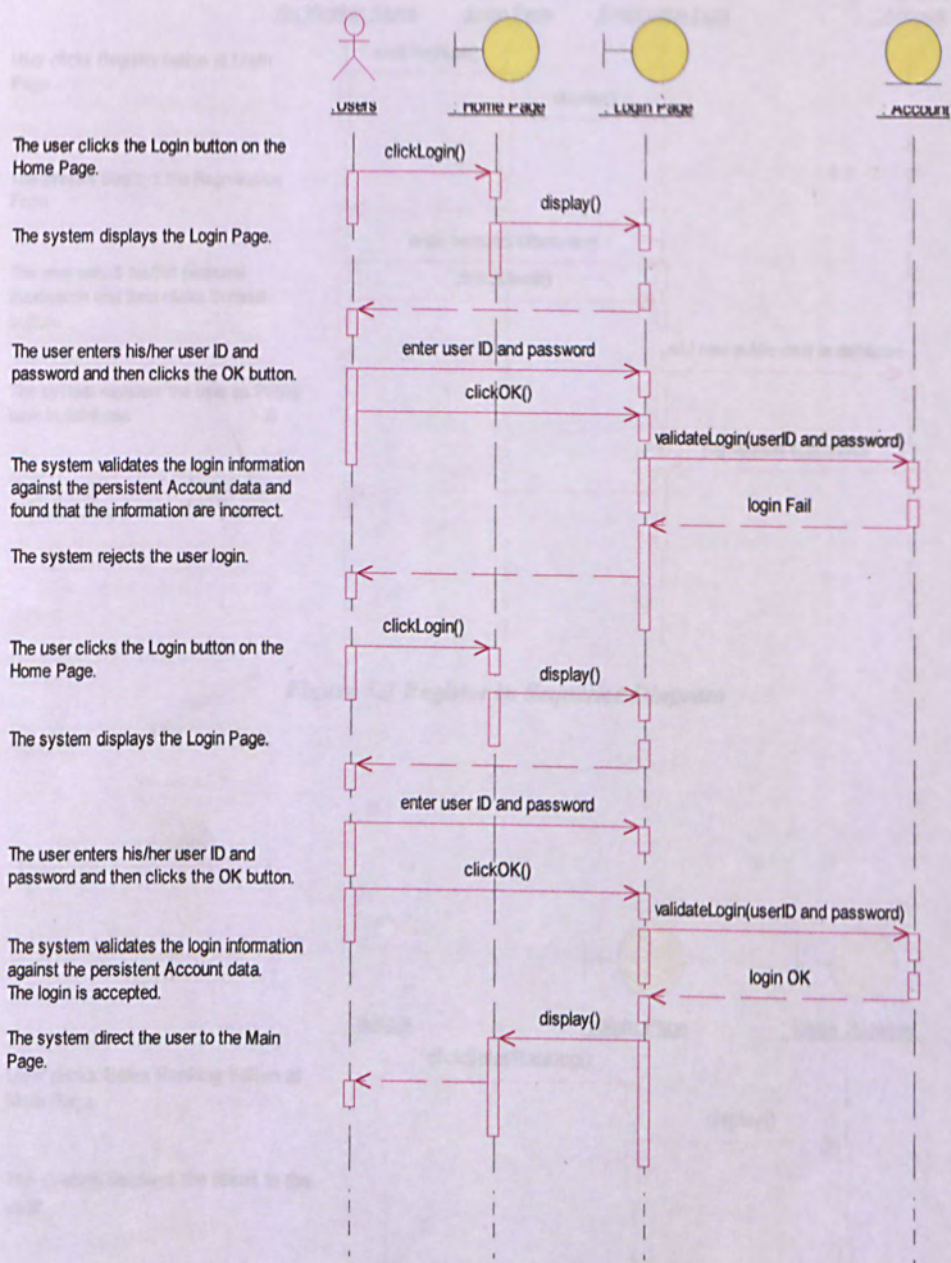 : Users
: Home Page
: Login Page
: Account
The user clicks the Login button on the
Home Page.
clickLogin()
display()
The system displays the Login Page.
The user enters his/her user ID and
password and then clicks the OK button.
enter user ID and password
clickOK()
validateLogin(userID and password)
The system validates the login information
against the persistent Account data and
found that the information are incorrect.
login Fail
The system rejects the user login.
clickLogin()
The user clicks the Login button on the
Home Page.
display()
The system displays the Login Page.
enter user ID and password
The user enters his/her user ID and
password and then clicks the OK button.
clickOK()
validateLogin(userID and password)
The system validates the login information
against the persistent Account data.
The login is accepted.
login OK
display()
The system direct the user to the Main
Page.